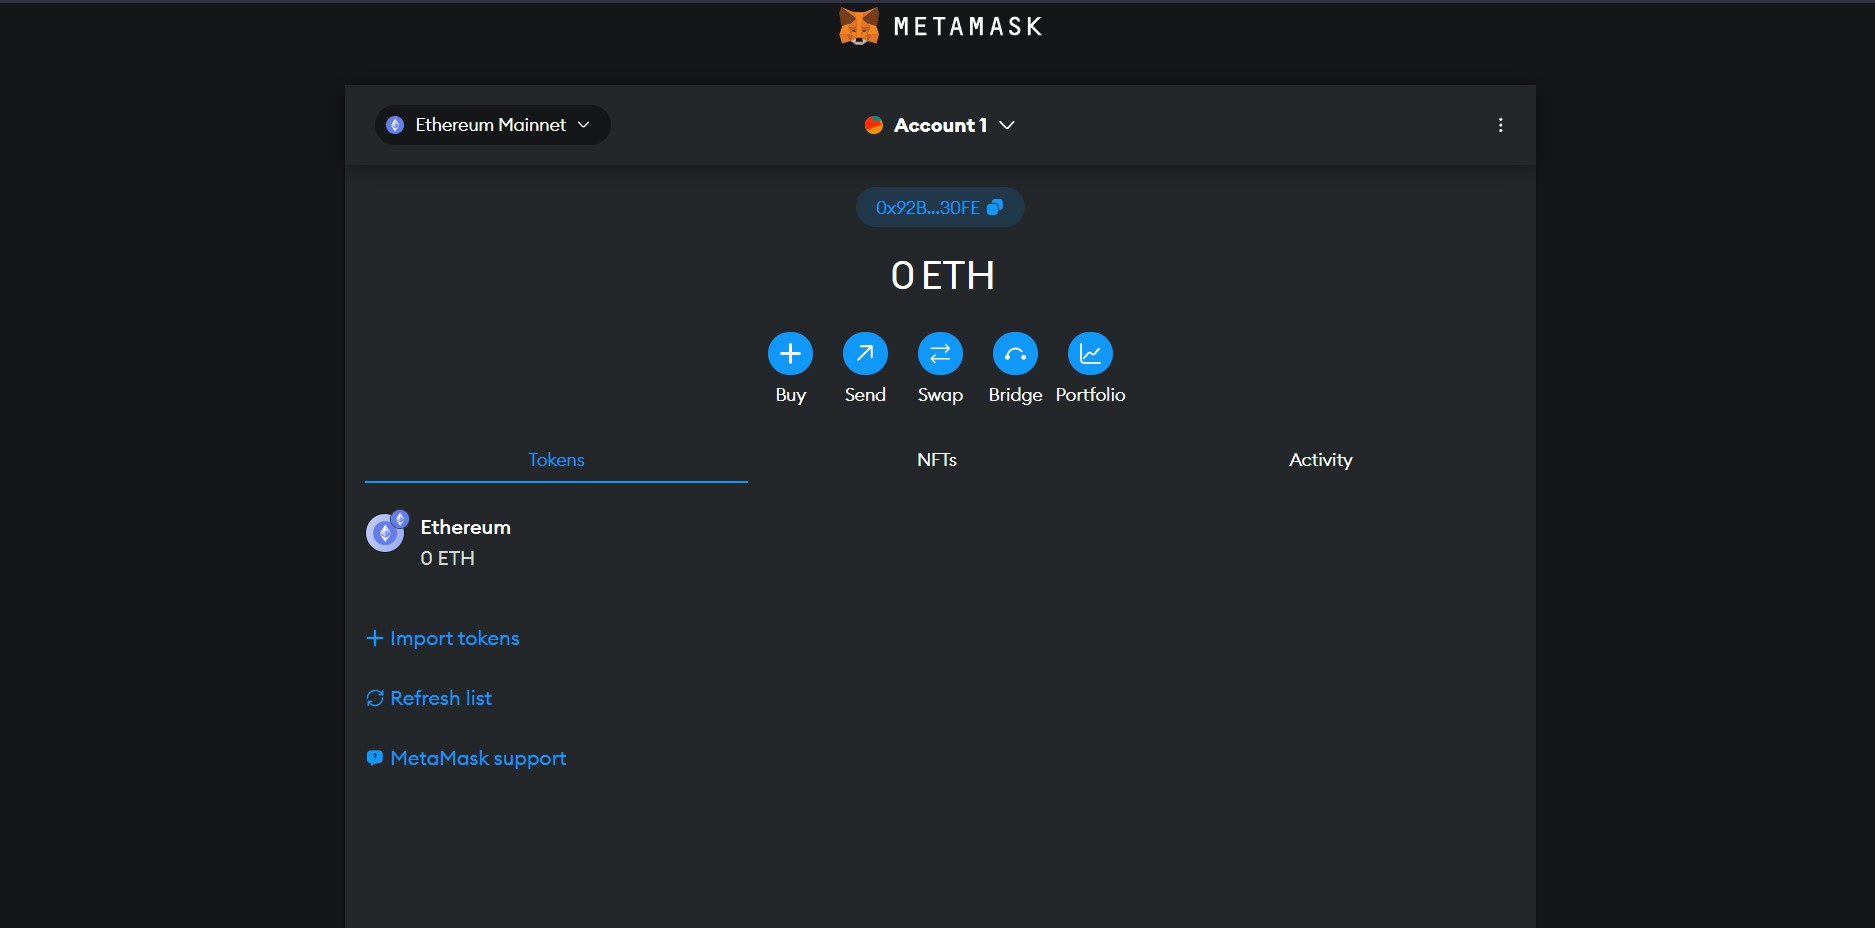 METAMASK
Ethereum Mainnet
Account 1
0x92B...30FE
0 ETH
Buy Send Swap Bridge Portfolio
Tokens NFTs Activity
Ethereum
0 ETH
Import tokens
Refresh list
MetaMask support